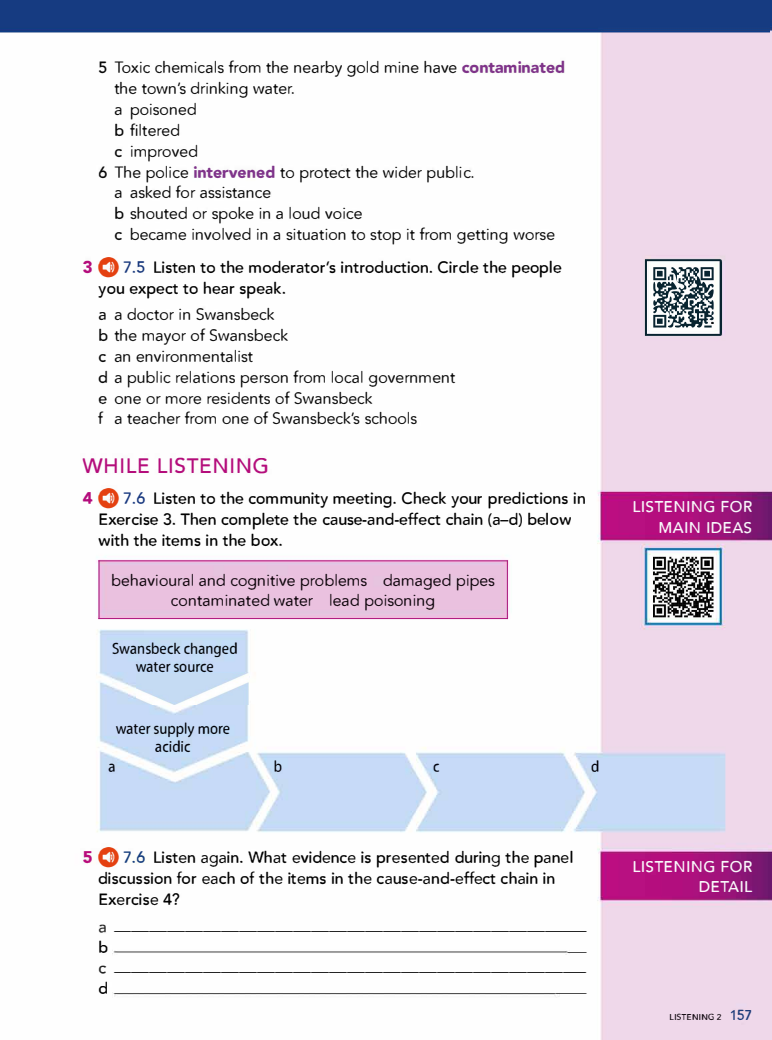 5 Toxic chemicals from the nearby gold mine have contaminated
the town's drinking water.
a poisoned
b filtered
c improved
6 The police intervened to protect the wider public.
a asked for assistance
b shouted or spoke in a loud voice
c became involved in a situation to stop it from getting worse
3 7.5 Listen to the moderator's introduction. Circle the people
you expect to hear speak.
a a doctor in Swansbeck
b the mayor of Swansbeck
c an environmentalist
d a public relations person from local government
e one or more residents of Swansbeck
f a teacher from one of Swansbeck's schools
WHILE LISTENING
4 7.6 Listen to the community meeting. Check your predictions in
Exercise 3. Then complete the cause-and-effect chain (a–d) below
with the items in the box.
LISTENING FOR
MAIN IDEAS
behavioural and cognitive problems damaged pipes
contaminated water lead poisoning
Swansbeck changed
water source
water supply more
acidic
a b c d
5 7.6 Listen again. What evidence is presented during the panel
discussion for each of the items in the cause-and-effect chain in
Exercise 4?
LISTENING FOR
DETAIL
a
b
c
d
LISTENING 2 157